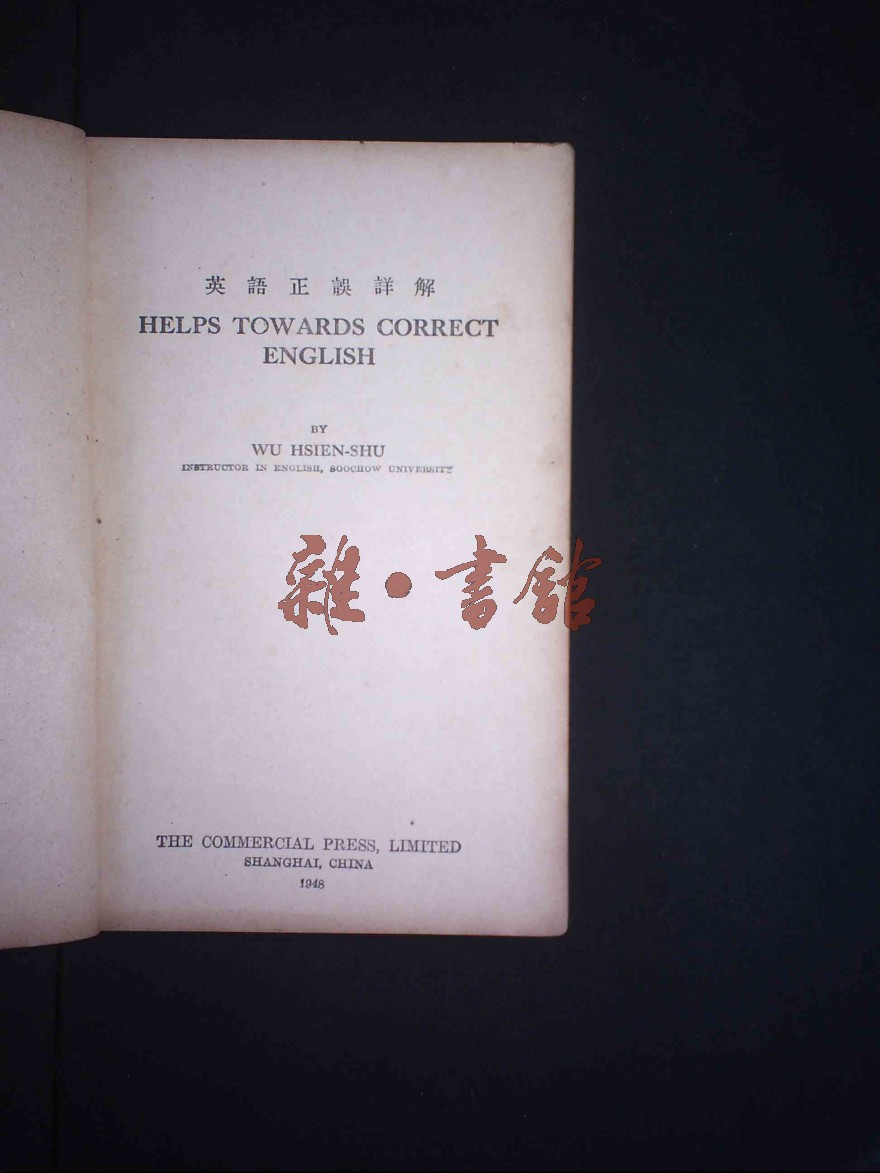 英語正誤詳解
HELPS TOWARDS CORRECT
ENGLISH
BY
WU HSIEN-SHU
INSTRUCTOR IN ENGLISH, SOOCHOW UNIVERSITY
雜·書館
THE COMMERCIAL PRESS, LIMITED
SHANGHAI, CHINA
1948